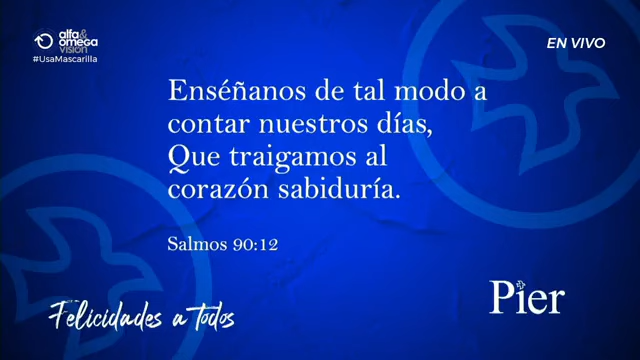 alfa&
omega
visión
#UsaMascarilla
EN VIVO
Enséñanos de tal modo a
contar nuestros días,
Que traigamos al
corazón sabiduría.
Salmos 90:12
Felicidades a todos
Pier